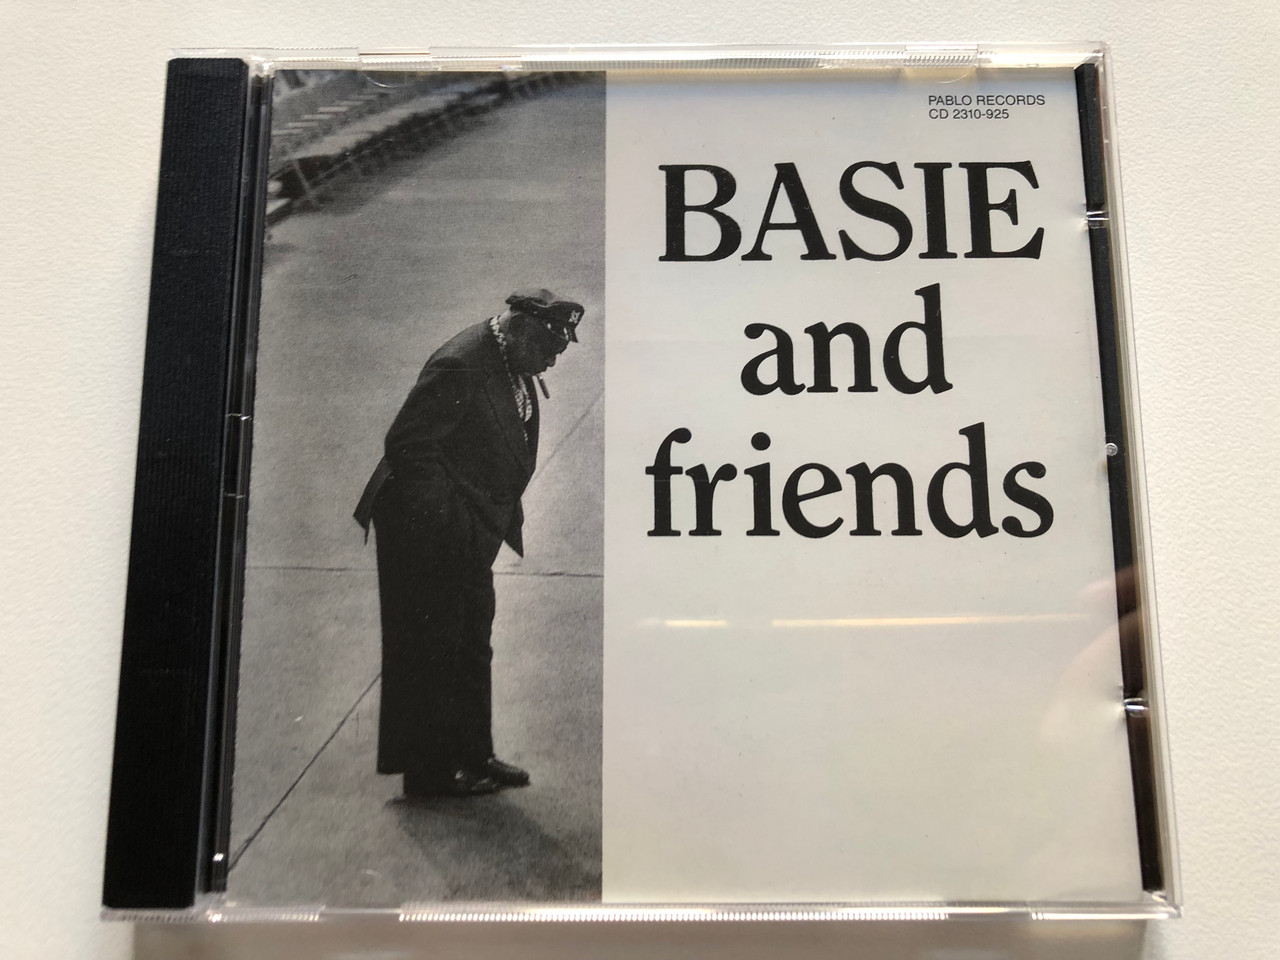 PABLO RECORDS
CD 2310-925
BASIE
and
friends